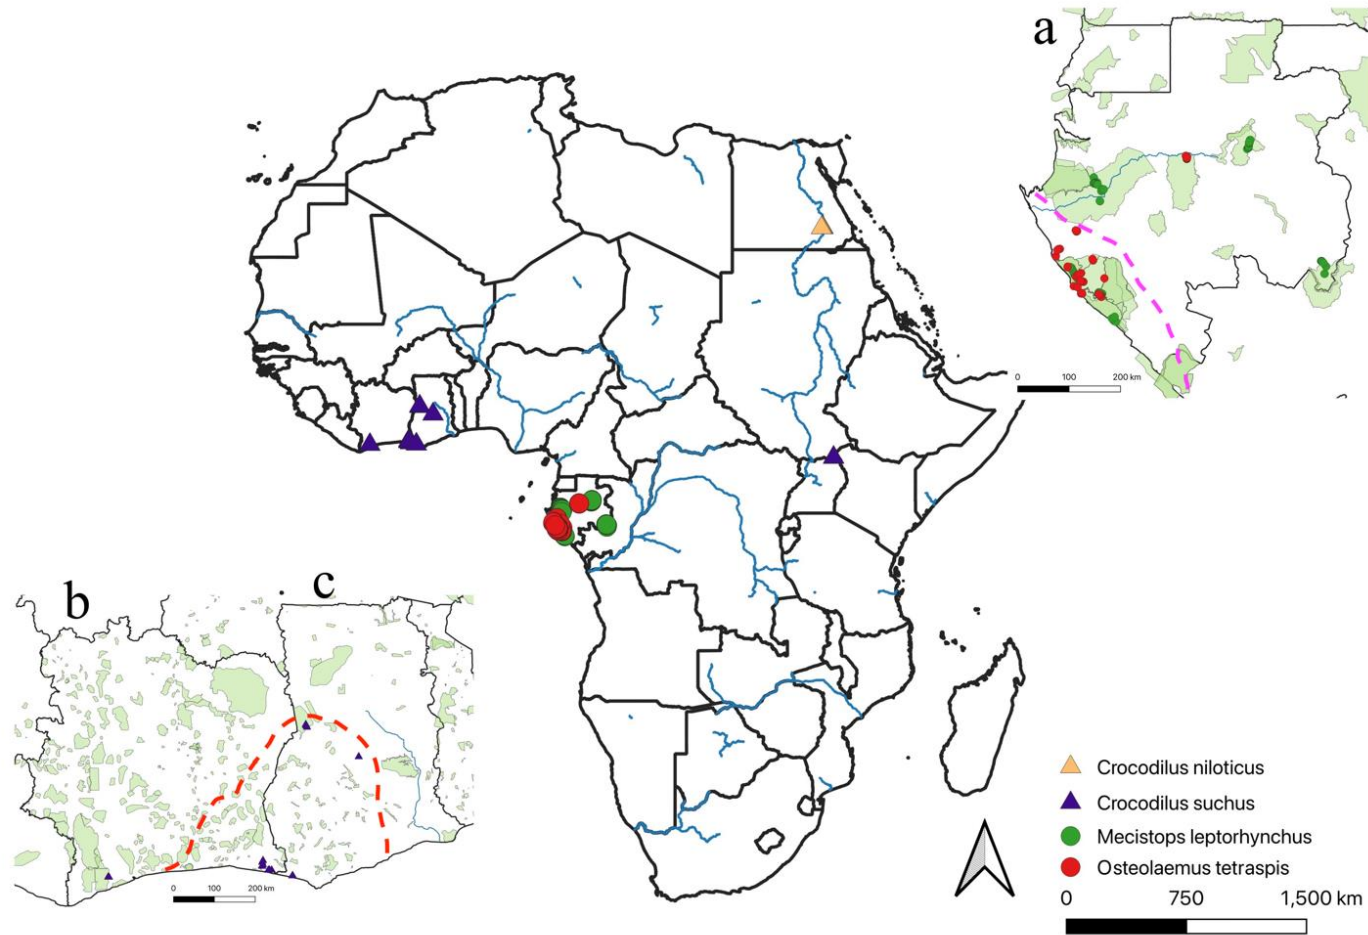 a
0 100 200 km
b
c
0 100 200 km
Crocodilus niloticus
Crocodilus suchus
Mecistops leptorhynchus
Osteolaemus tetraspis
0 750 1,500 km